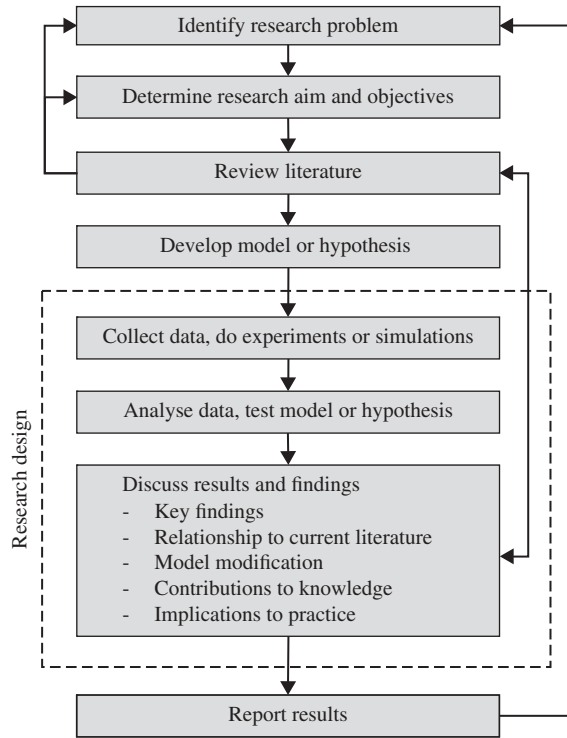 Identify research problem
Determine research aim and objectives
Review literature
Develop model or hypothesis
Research design
Collect data, do experiments or simulations
Analyse data, test model or hypothesis
Discuss results and findings
- Key findings
- Relationship to current literature
- Model modification
- Contributions to knowledge
- Implications to practice
Report results